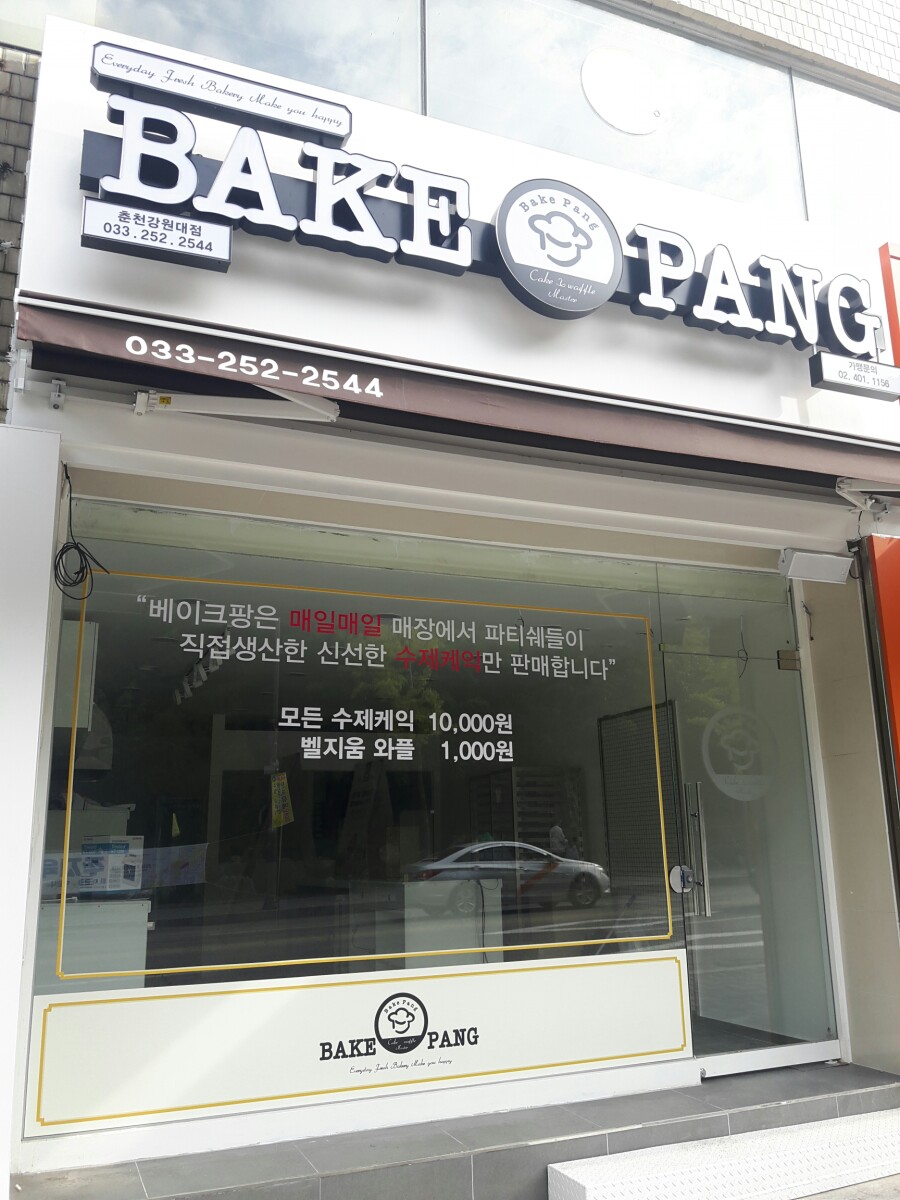 Everyday Fresh Bakery Make you happy
BAKE PANG
Bake Pang
Cake & waffle
Master
춘천강원대점
033.252.2544
가맹문의
02.401.1156
033-252-2544
“베이크팡은 매일매일 매장에서 파티쉐들이
직접생산한 신선한 수제케익만 판매합니다”
모든 수제케익 10,000원
벨지움 와플 1,000원
Bake Pang
BAKE PANG
Everyday Fresh Bakery Make you happy